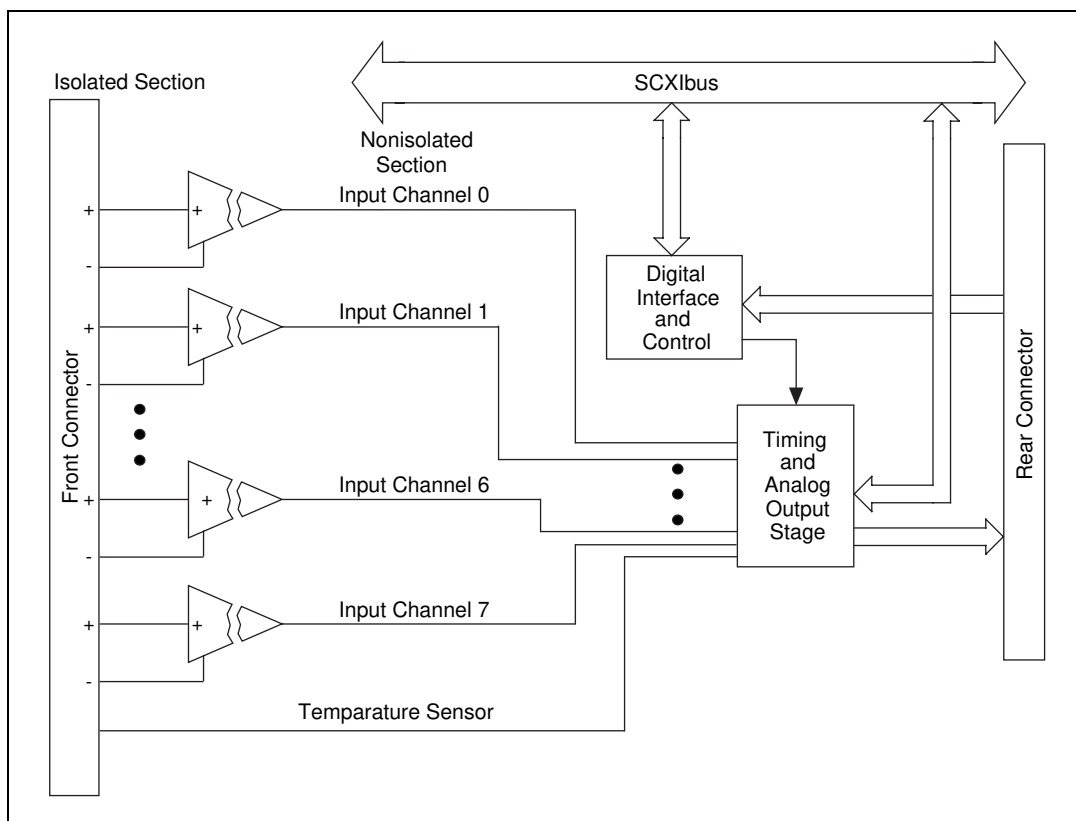 Isolated Section
SCXIbus
Nonisolated
Section
Input Channel 0
+
+
-
Digital
Interface
and
Control
Input Channel 1
+
+
-
Front Connector
Rear Connector
Timing
and
Analog
Output
Stage
Input Channel 6
+
+
-
Input Channel 7
+
+
-
Temparature Sensor